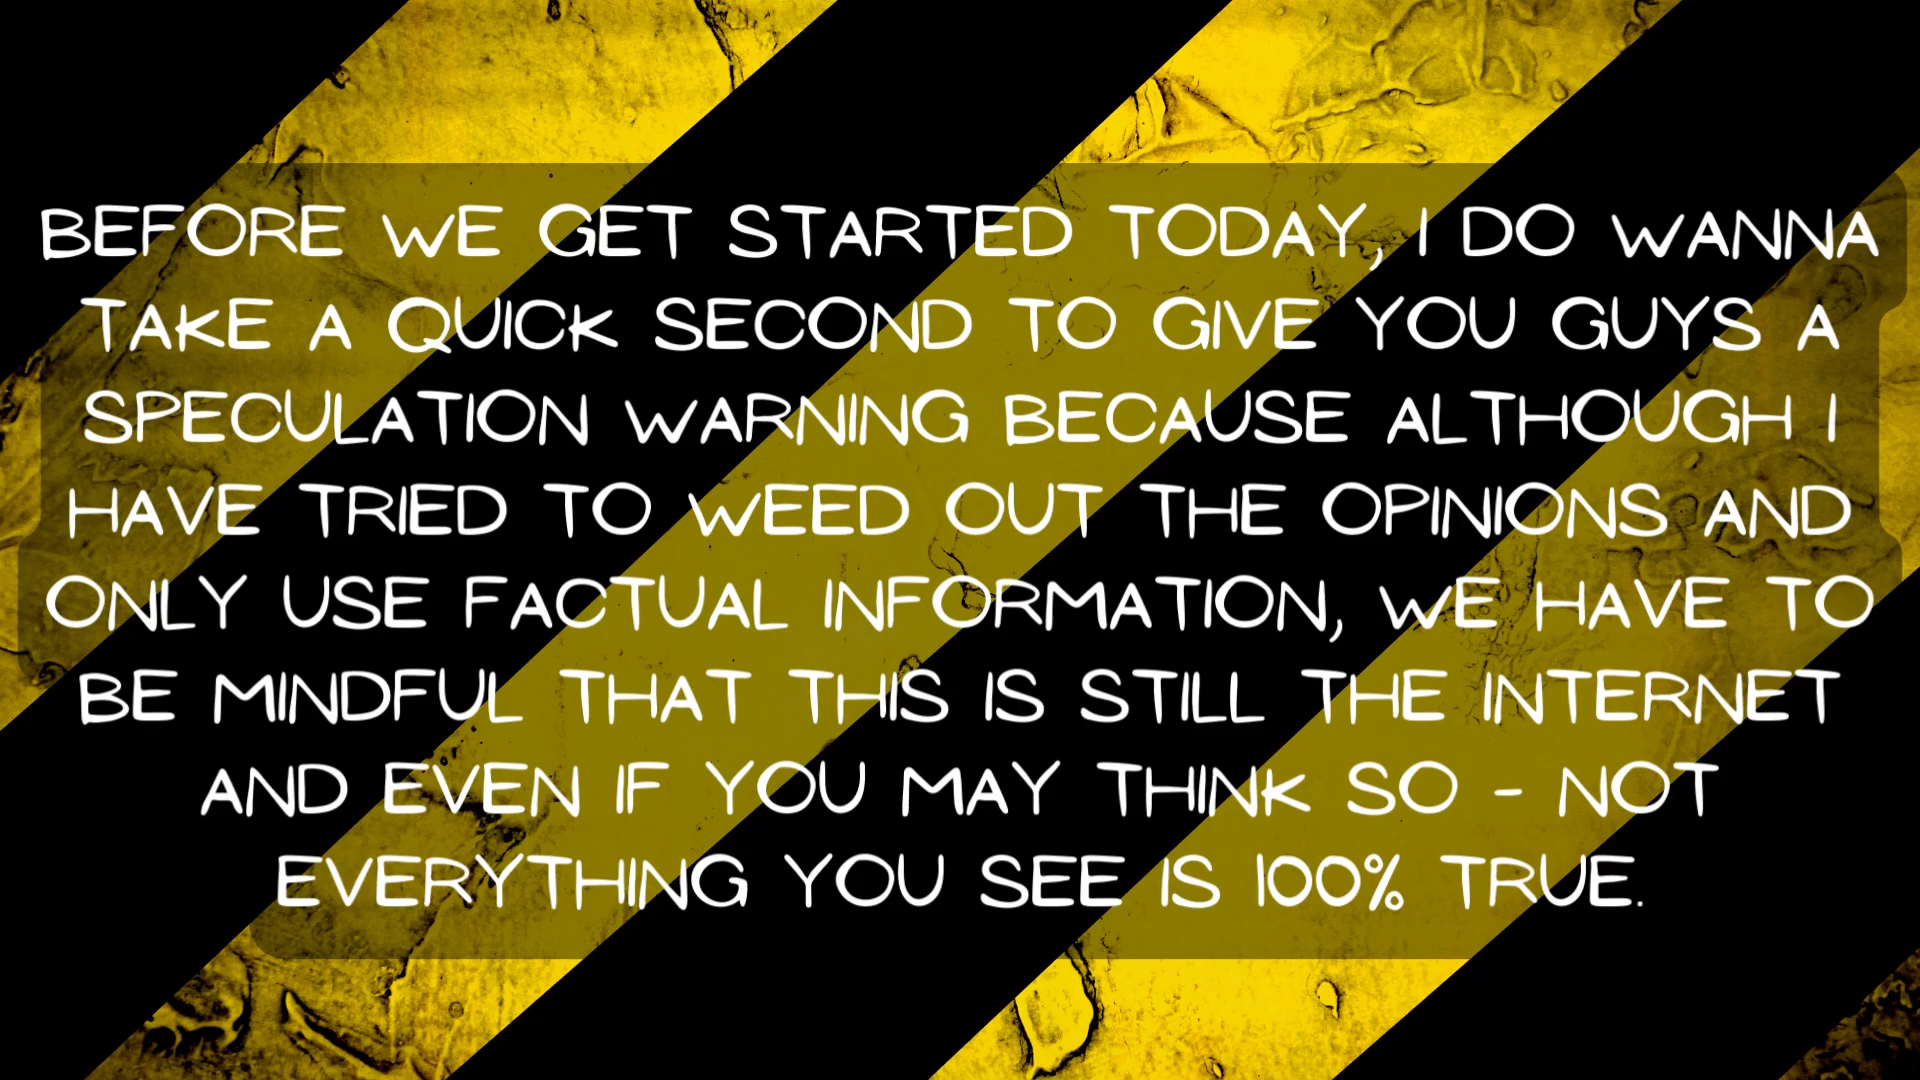 BEFORE WE GET STARTED TODAY, I DO WANNA
TAKE A QUICK SECOND TO GIVE YOU GUYS A
SPECULATION WARNING BECAUSE ALTHOUGH I
HAVE TRIED TO WEED OUT THE OPINIONS AND
ONLY USE FACTUAL INFORMATION, WE HAVE TO
BE MINDFUL THAT THIS IS STILL THE INTERNET
AND EVEN IF YOU MAY THINK SO - NOT
EVERYTHING YOU SEE IS 100% TRUE.